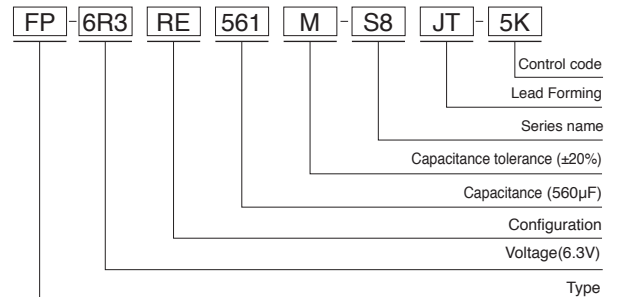 FP-6R3 RE 561 M-S8 JT-5K
Control code
Lead Forming
Series name
Capacitance tolerance (±20%)
Capacitance (560µF)
Configuration
Voltage(6.3V)
Type